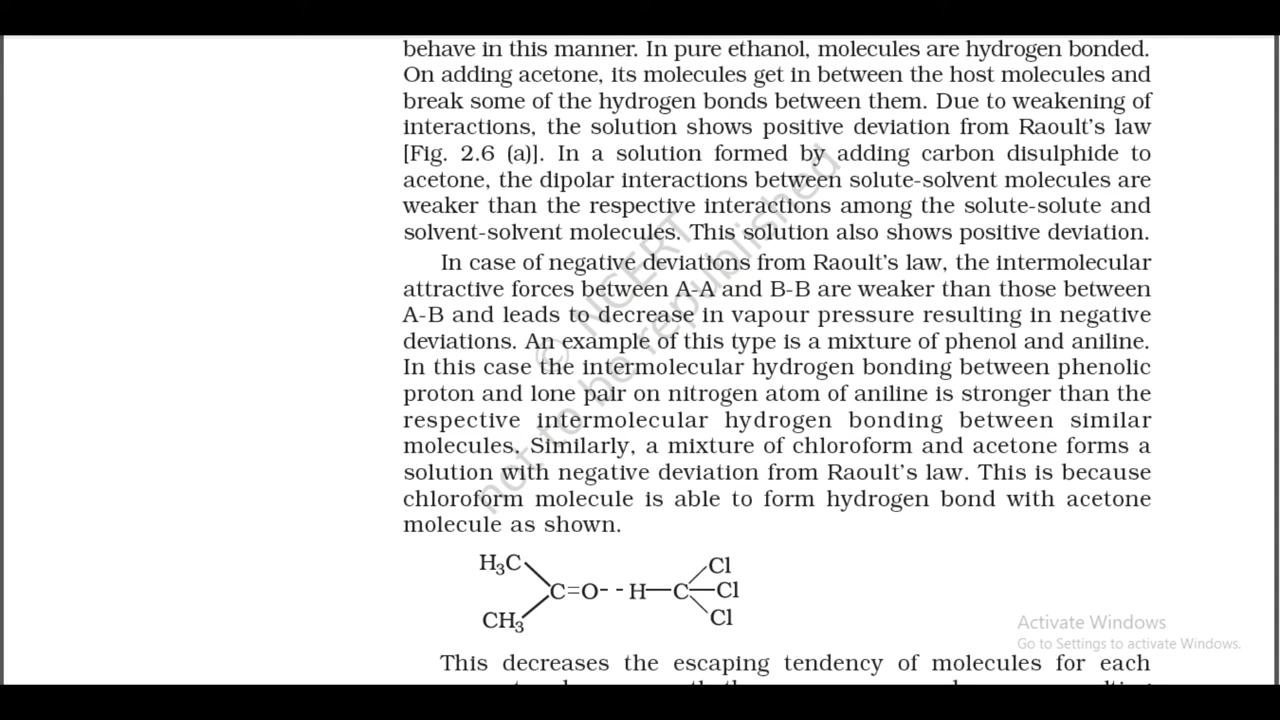 behave in this manner. In pure ethanol, molecules are hydrogen bonded.
On adding acetone, its molecules get in between the host molecules and
break some of the hydrogen bonds between them. Due to weakening of
interactions, the solution shows positive deviation from Raoult's law
[Fig. 2.6 (a)]. In a solution formed by adding carbon disulphide to
acetone, the dipolar interactions between solute-solvent molecules are
weaker than the respective interactions among the solute-solute and
solvent-solvent molecules. This solution also shows positive deviation.
In case of negative deviations from Raoult's law, the intermolecular
attractive forces between A-A and B-B are weaker than those between
A-B and leads to decrease in vapour pressure resulting in negative
deviations. An example of this type is a mixture of phenol and aniline.
In this case the intermolecular hydrogen bonding between phenolic
proton and lone pair on nitrogen atom of aniline is stronger than the
respective intermolecular hydrogen bonding between similar
molecules. Similarly, a mixture of chloroform and acetone forms a
solution with negative deviation from Raoult's law. This is because
chloroform molecule is able to form hydrogen bond with acetone
molecule as shown.
H₃C
Cl
C=O--H—C—Cl
CH₃
Cl
This decreases the escaping tendency of molecules for each
© NCERT
not to be republished
Activate Windows
Go to Settings to activate Windows.